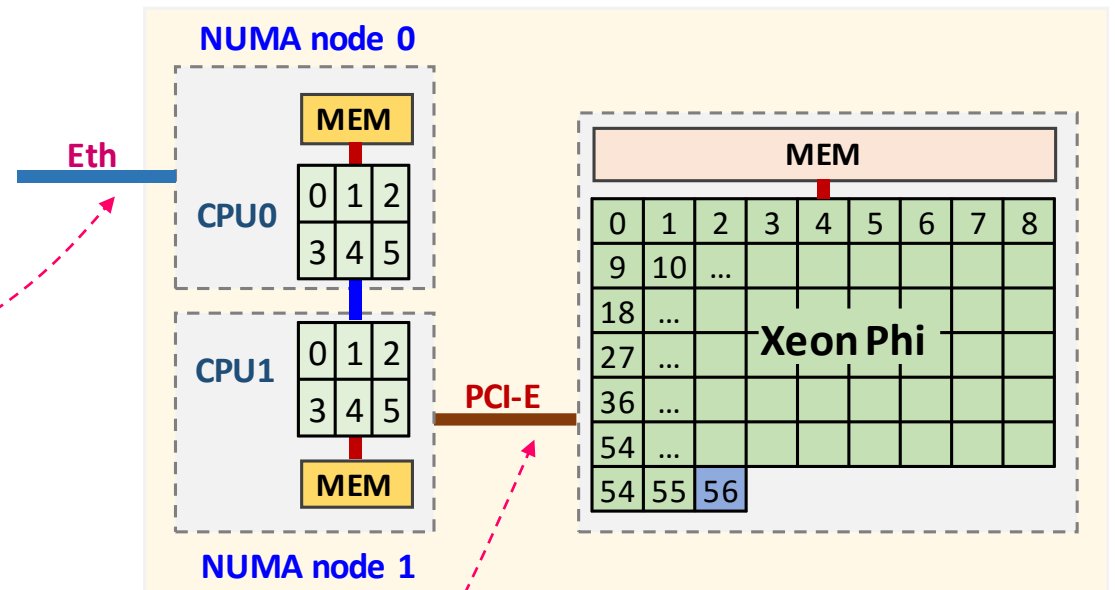 NUMA node 0
MEM
Eth
CPU0
0 1 2
3 4 5
CPU1
0 1 2
3 4 5
MEM
NUMA node 1
PCI-E
MEM
0 1 2 3 4 5 6 7 8
9 10 ...
18 ...
Xeon Phi
27 ...
36 ...
54 ...
54 55 56